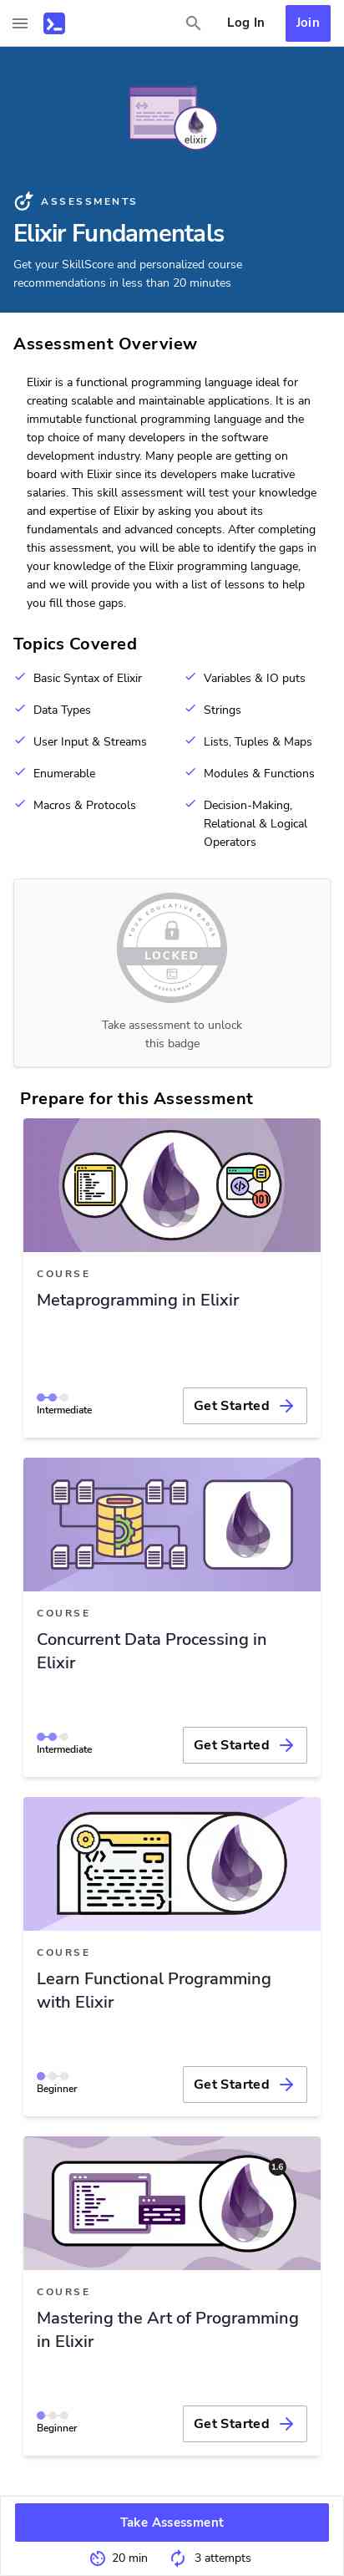 Log In
Join
elixir
ASSESSMENTS
Elixir Fundamentals
Get your SkillScore and personalized course
recommendations in less than 20 minutes
Assessment Overview
Elixir is a functional programming language ideal for
creating scalable and maintainable applications. It is an
immutable functional programming language and the
top choice of many developers in the software
development industry. Many people are getting on
board with Elixir since its developers make lucrative
salaries. This skill assessment will test your knowledge
and expertise of Elixir by asking you about its
fundamentals and advanced concepts. After completing
this assessment, you will be able to identify the gaps in
your knowledge of the Elixir programming language,
and we will provide you with a list of lessons to help
you fill those gaps.
Topics Covered
Basic Syntax of Elixir
Variables & IO puts
Data Types
Strings
User Input & Streams
Lists, Tuples & Maps
Enumerable
Modules & Functions
Macros & Protocols
Decision-Making,
Relational & Logical
Operators
YOUR EDUCATIVE BADGE
LOCKED
ASSESSMENT
Take assessment to unlock
this badge
Prepare for this Assessment
101
COURSE
Metaprogramming in Elixir
Intermediate
Get Started
COURSE
Concurrent Data Processing in
Elixir
Intermediate
Get Started
COURSE
Learn Functional Programming
with Elixir
Beginner
Get Started
1.6
COURSE
Mastering the Art of Programming
in Elixir
Beginner
Get Started
Take Assessment
20 min
3 attempts